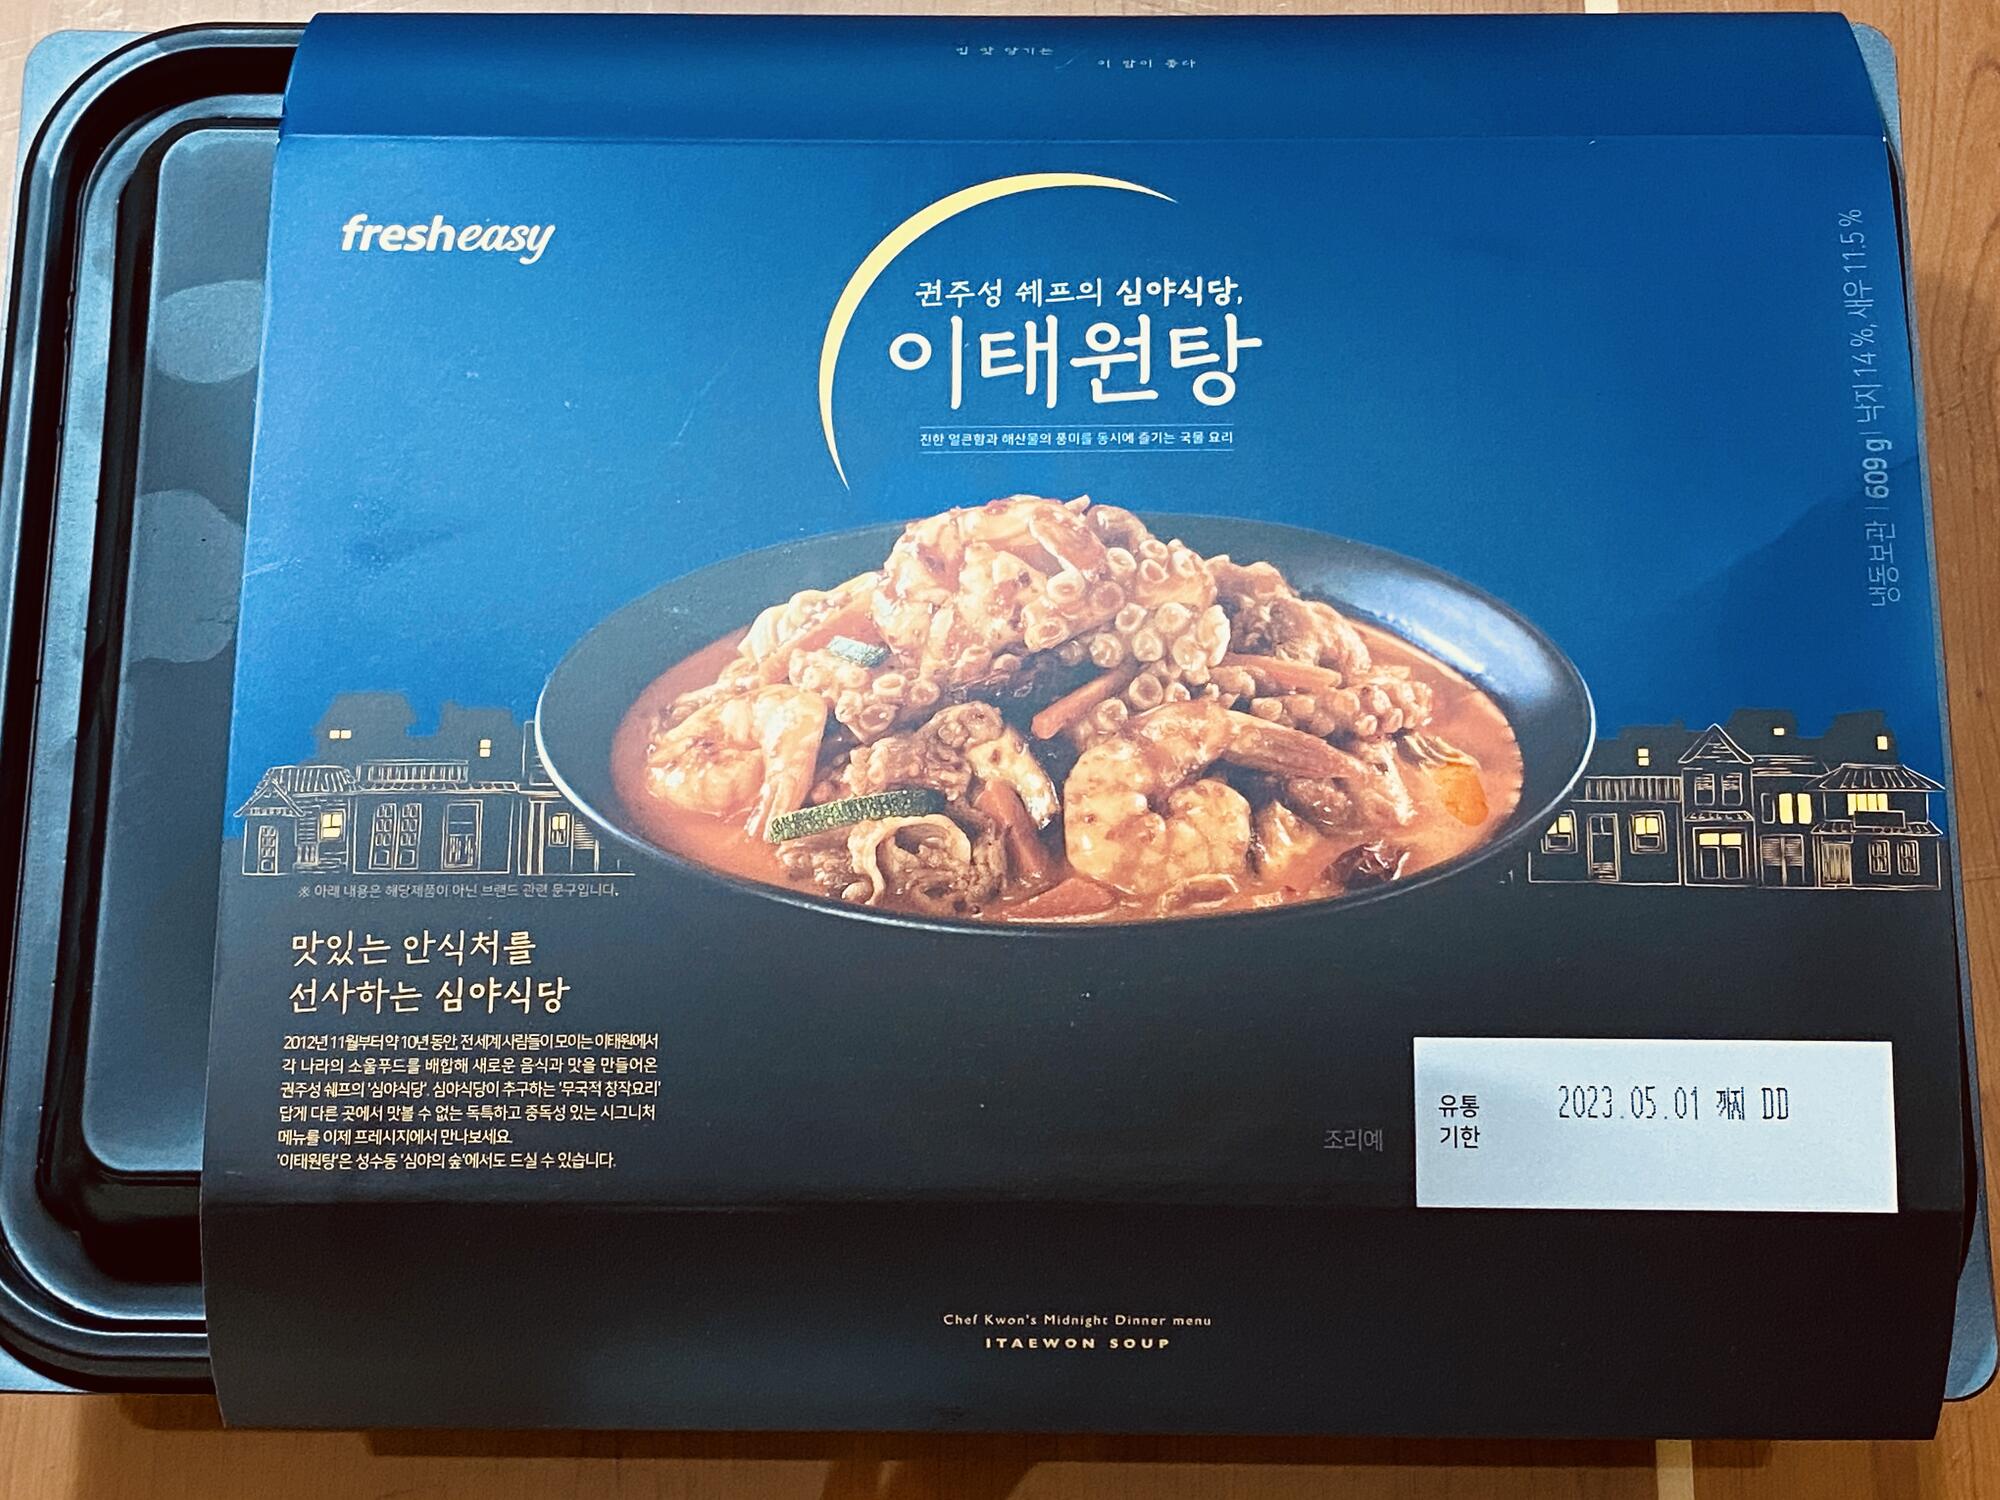 밤 맛 당기는
이 밤이 좋다
fresheasy
권주성 쉐프의 심야식당,
이태원탕
진한 얼큰함과 해산물의 풍미를 동시에 즐기는 국물 요리
냉동보관 | 609 g | 낙지 14 %, 새우 11.5 %
※ 아래 내용은 해당제품이 아닌 브랜드 관련 문구입니다.
맛있는 안식처를
선사하는 심야식당
2012년 11월부터 약 10년 동안, 전 세계 사람들이 모이는 이태원에서
각 나라의 소울푸드를 배합해 새로운 음식과 맛을 만들어온
권주성 쉐프의 '심야식당'. 심야식당이 추구하는 '무국적 창작요리'
답게 다른 곳에서 맛볼 수 없는 독특하고 중독성 있는 시그니처
메뉴를 이제 프레시지에서 만나보세요.
'이태원탕'은 성수동 '심야의 숲'에서도 드실 수 있습니다.
조리예
유통
기한
2023.05.01 까지 DD
Chef Kwon's Midnight Dinner menu
ITAEWON SOUP